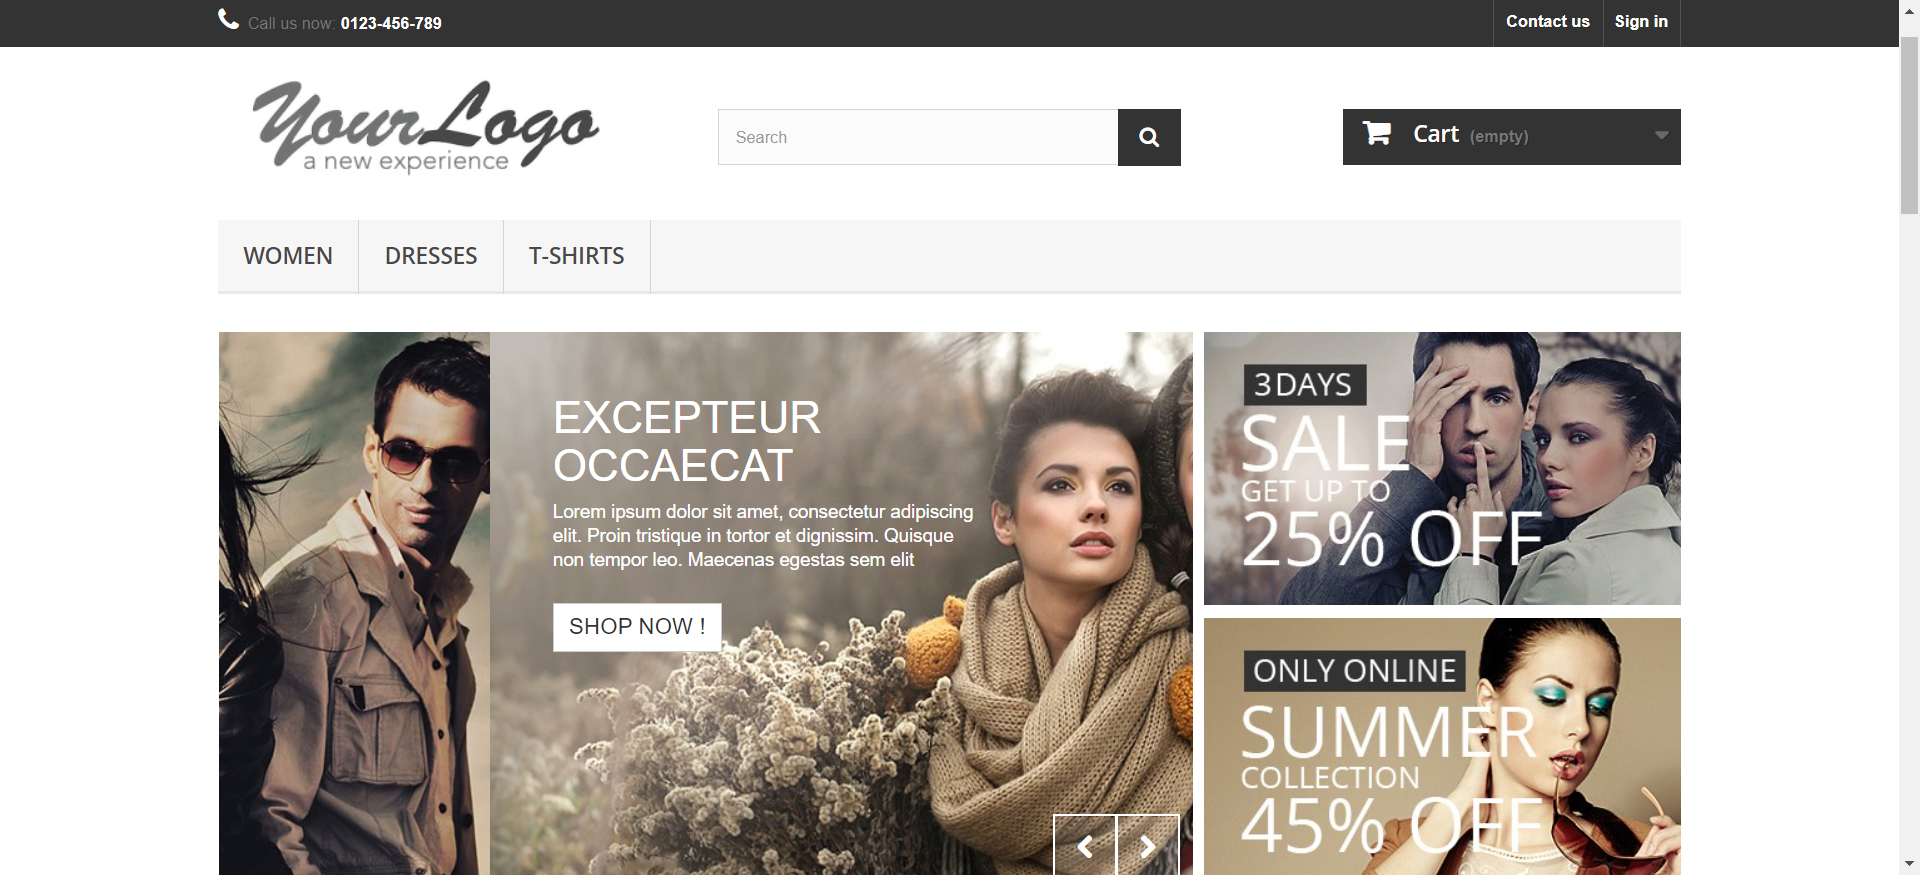 Call us now: 0123-456-789
Contact us
Sign in
Your Logo
a new experience
Search
Cart (empty)
WOMEN
DRESSES
T-SHIRTS
EXCEPTEUR
OCCAECAT
Lorem ipsum dolor sit amet, consectetur adipiscing
elit. Proin tristique in tortor et dignissim. Quisque
non tempor leo. Maecenas egestas sem elit
SHOP NOW !
3 DAYS
SALE
GET UP TO
25% OFF
ONLY ONLINE
SUMMER
COLLECTION
45% OFF